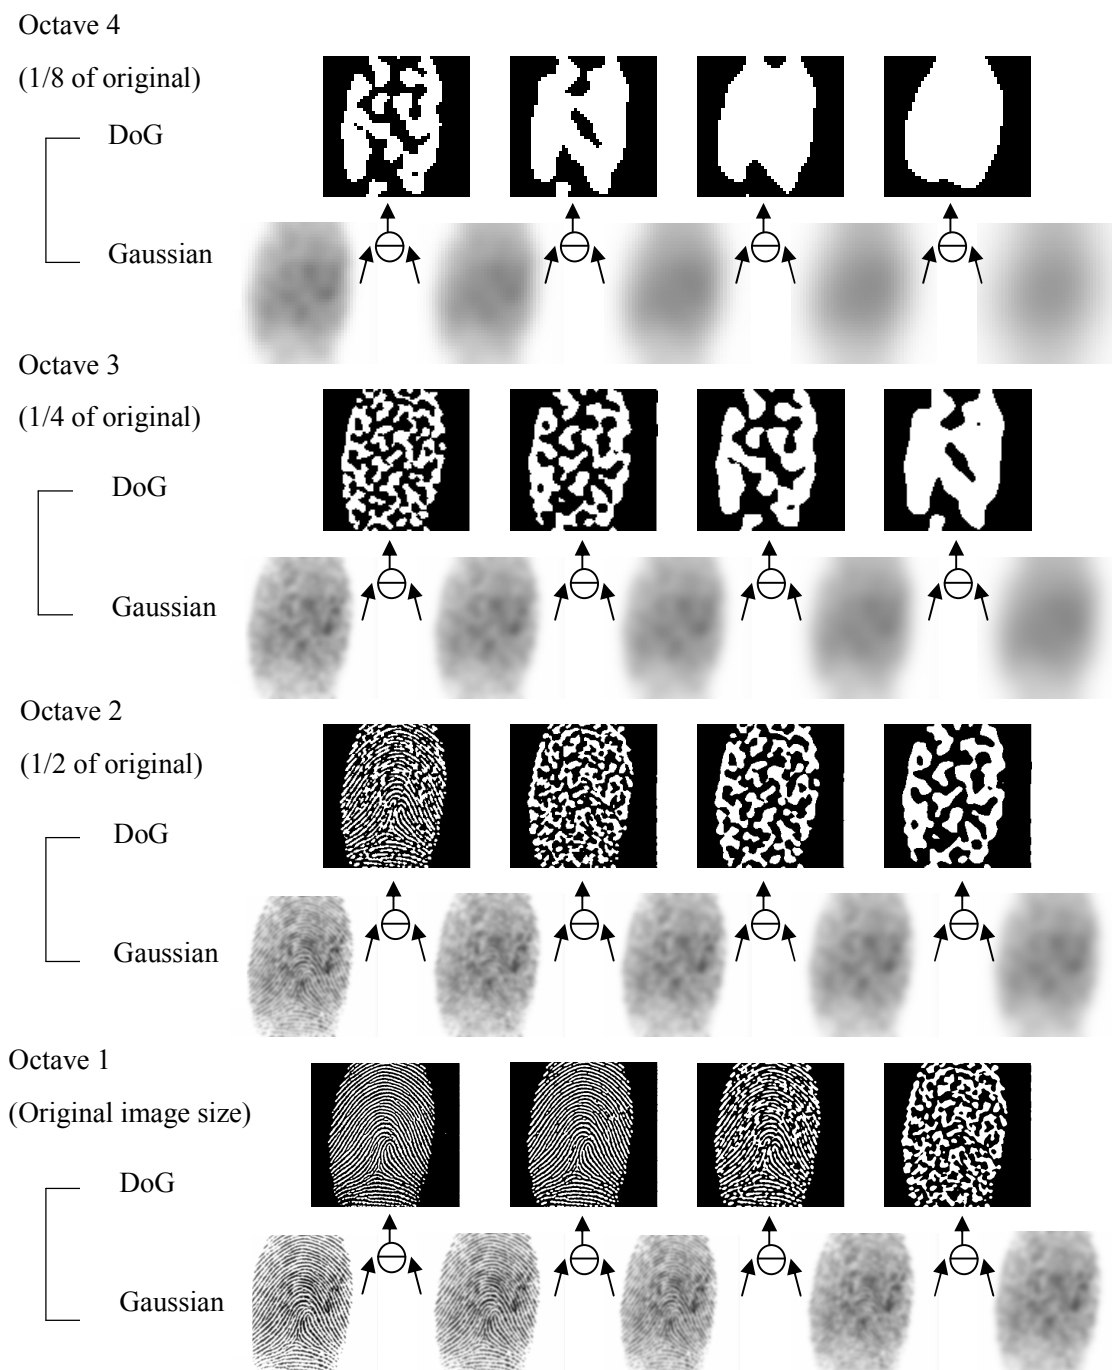 Octave 4
(1/8 of original)
DoG
Gaussian
Octave 3
(1/4 of original)
DoG
Gaussian
Octave 2
(1/2 of original)
DoG
Gaussian
Octave 1
(Original image size)
DoG
Gaussian